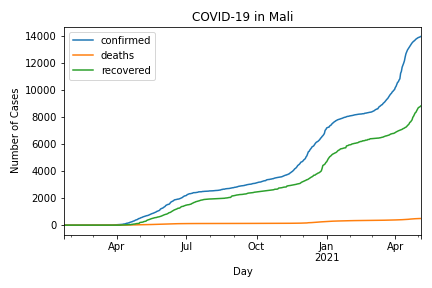 COVID-19 in Mali
confirmed
deaths
recovered
Number of Cases
14000
12000
10000
8000
6000
4000
2000
0
Apr
Jul
Oct
Jan
2021
Apr
Day